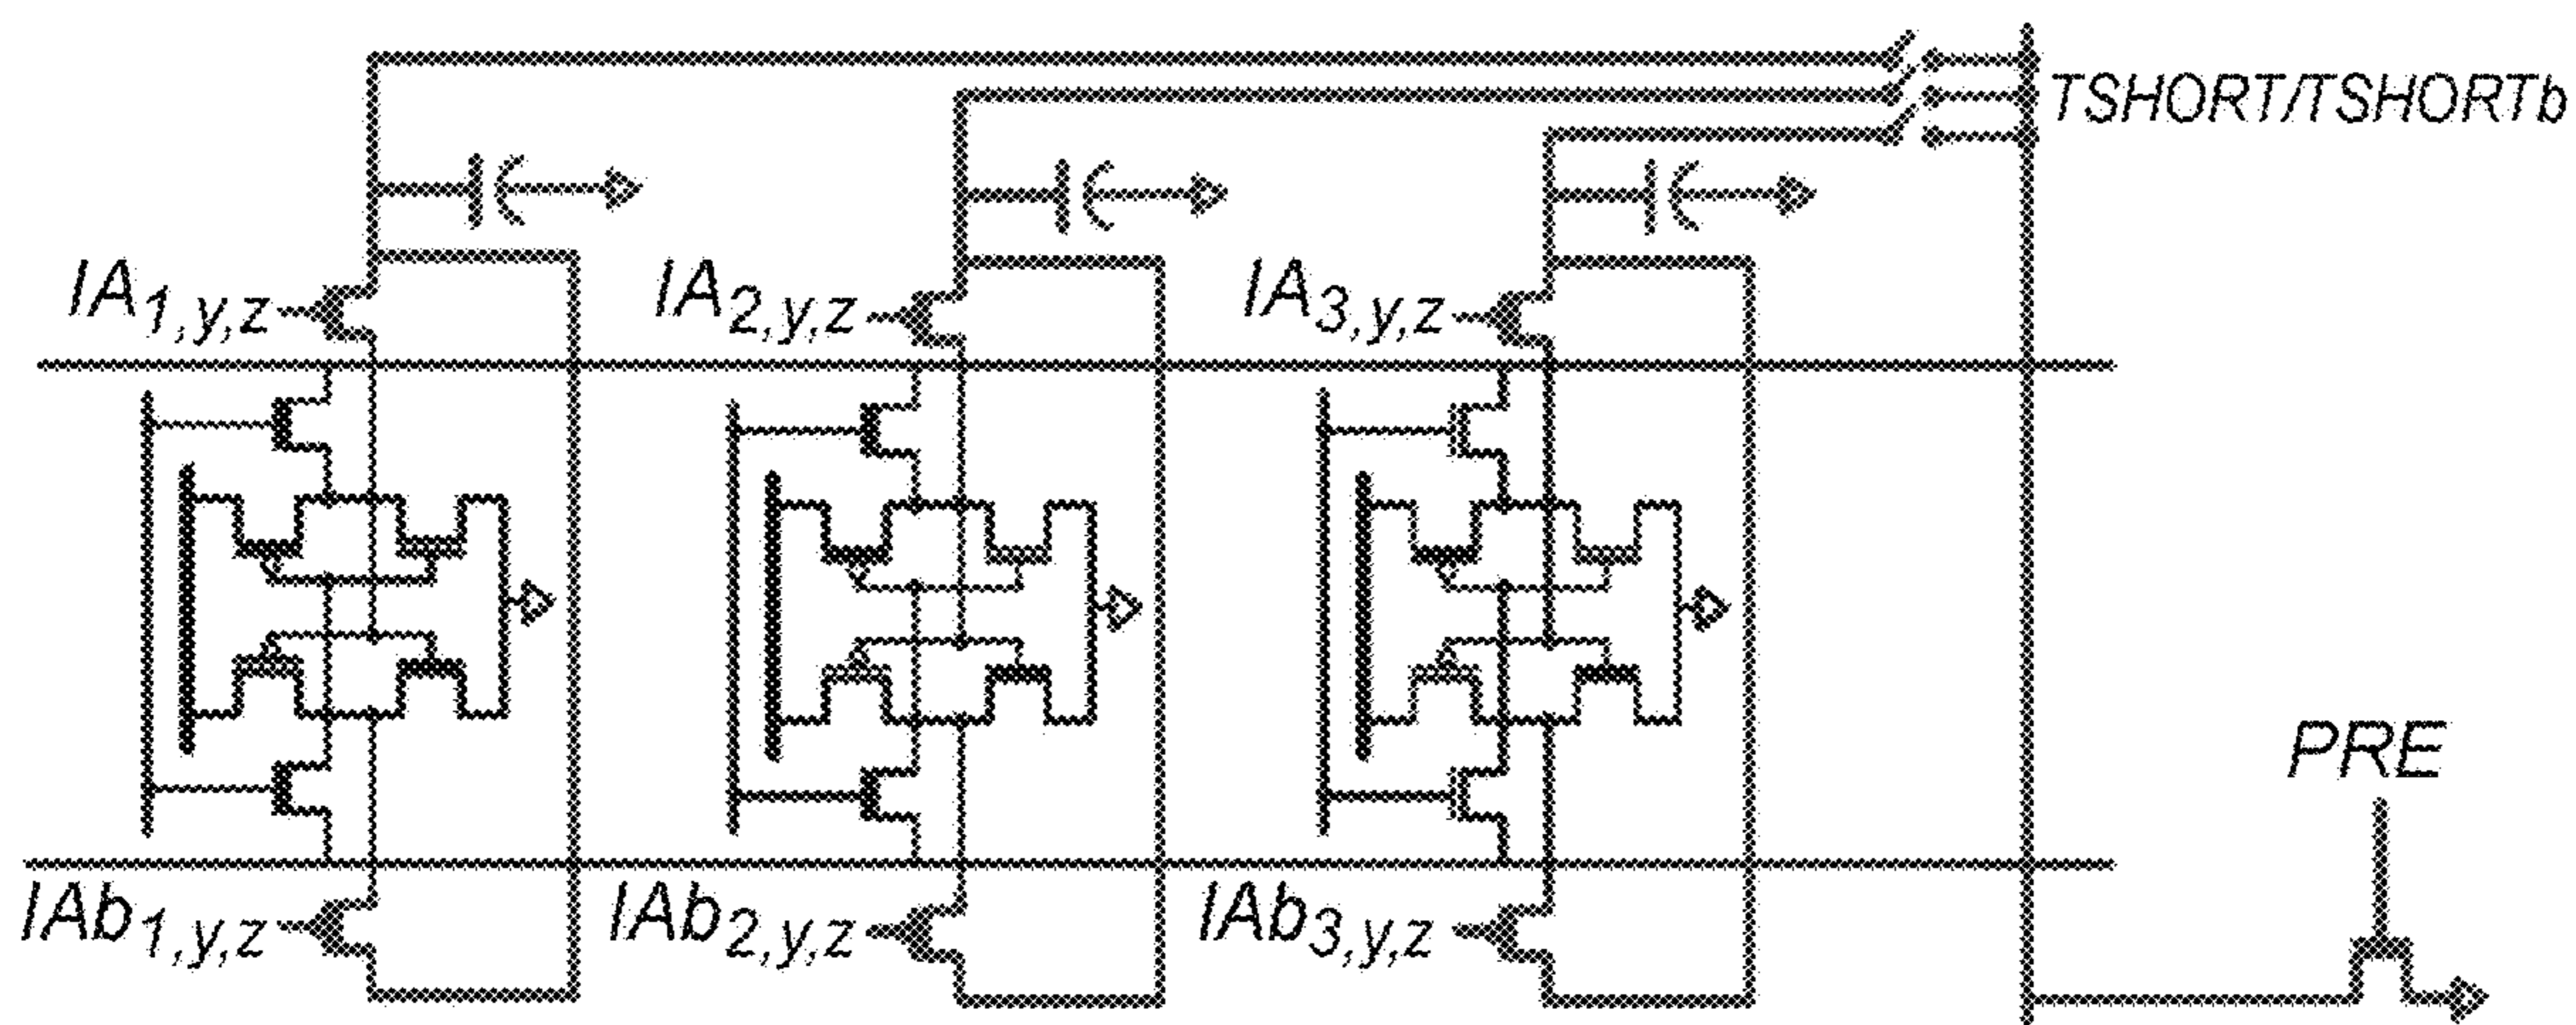 TSHORT/TSHORTb
IA1,y,z IA2,y,z IA3,y,z
PRE
IAb1,y,z IAb2,y,z IAb3,y,z